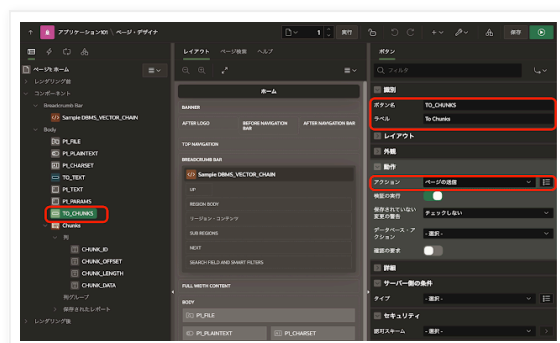 アプリケーション101 \ ページ・デザイナ
1
実行
保存
レイアウト
ページ検索
ヘルプ
ボタン
フィルタ
ページ1: ホーム
レンダリング前
コンポーネント
Breadcrumb Bar
Sample DBMS_VECTOR_CHAIN
Body
P1_FILE
P1_PLAINTEXT
P1_CHARSET
TO_TEXT
P1_TEXT
P1_PARAMS
TO_CHUNKS
Chunks
列
CHUNK_ID
CHUNK_OFFSET
CHUNK_LENGTH
CHUNK_DATA
列グループ
保存されたレポート
レンダリング後
ホーム
BANNER
AFTER LOGO
BEFORE NAVIGATION BAR
AFTER NAVIGATION BAR
TOP NAVIGATION
BREADCRUMB BAR
Sample DBMS_VECTOR_CHAIN
UP
REGION BODY
リージョン・コンテンツ
SUB REGIONS
NEXT
SEARCH FIELD AND SMART FILTERS
FULL WIDTH CONTENT
BODY
P1_FILE
P1_PLAINTEXT
P1_CHARSET
識別
ボタン名 TO_CHUNKS
ラベル To Chunks
レイアウト
外観
動作
アクション ページの送信
検証の実行
保存されていない変更の警告 チェックしない
データベース・アクション - 選択 -
確認の要求
詳細
サーバー側の条件
タイプ - 選択 -
セキュリティ
認可スキーム - 選択 -